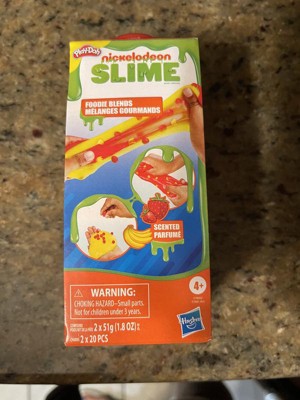 Play-Doh
nickelodeon
SLIME
FOODIE BLENDS
MÉLANGES GOURMANDS
SCENTED
PARFUMÉ
4+
WARNING:
CHOKING HAZARD—Small parts.
Not for children under 3 years.
2 x 51g (1.8 OZ)
2 x 20 PCS
Hasbro